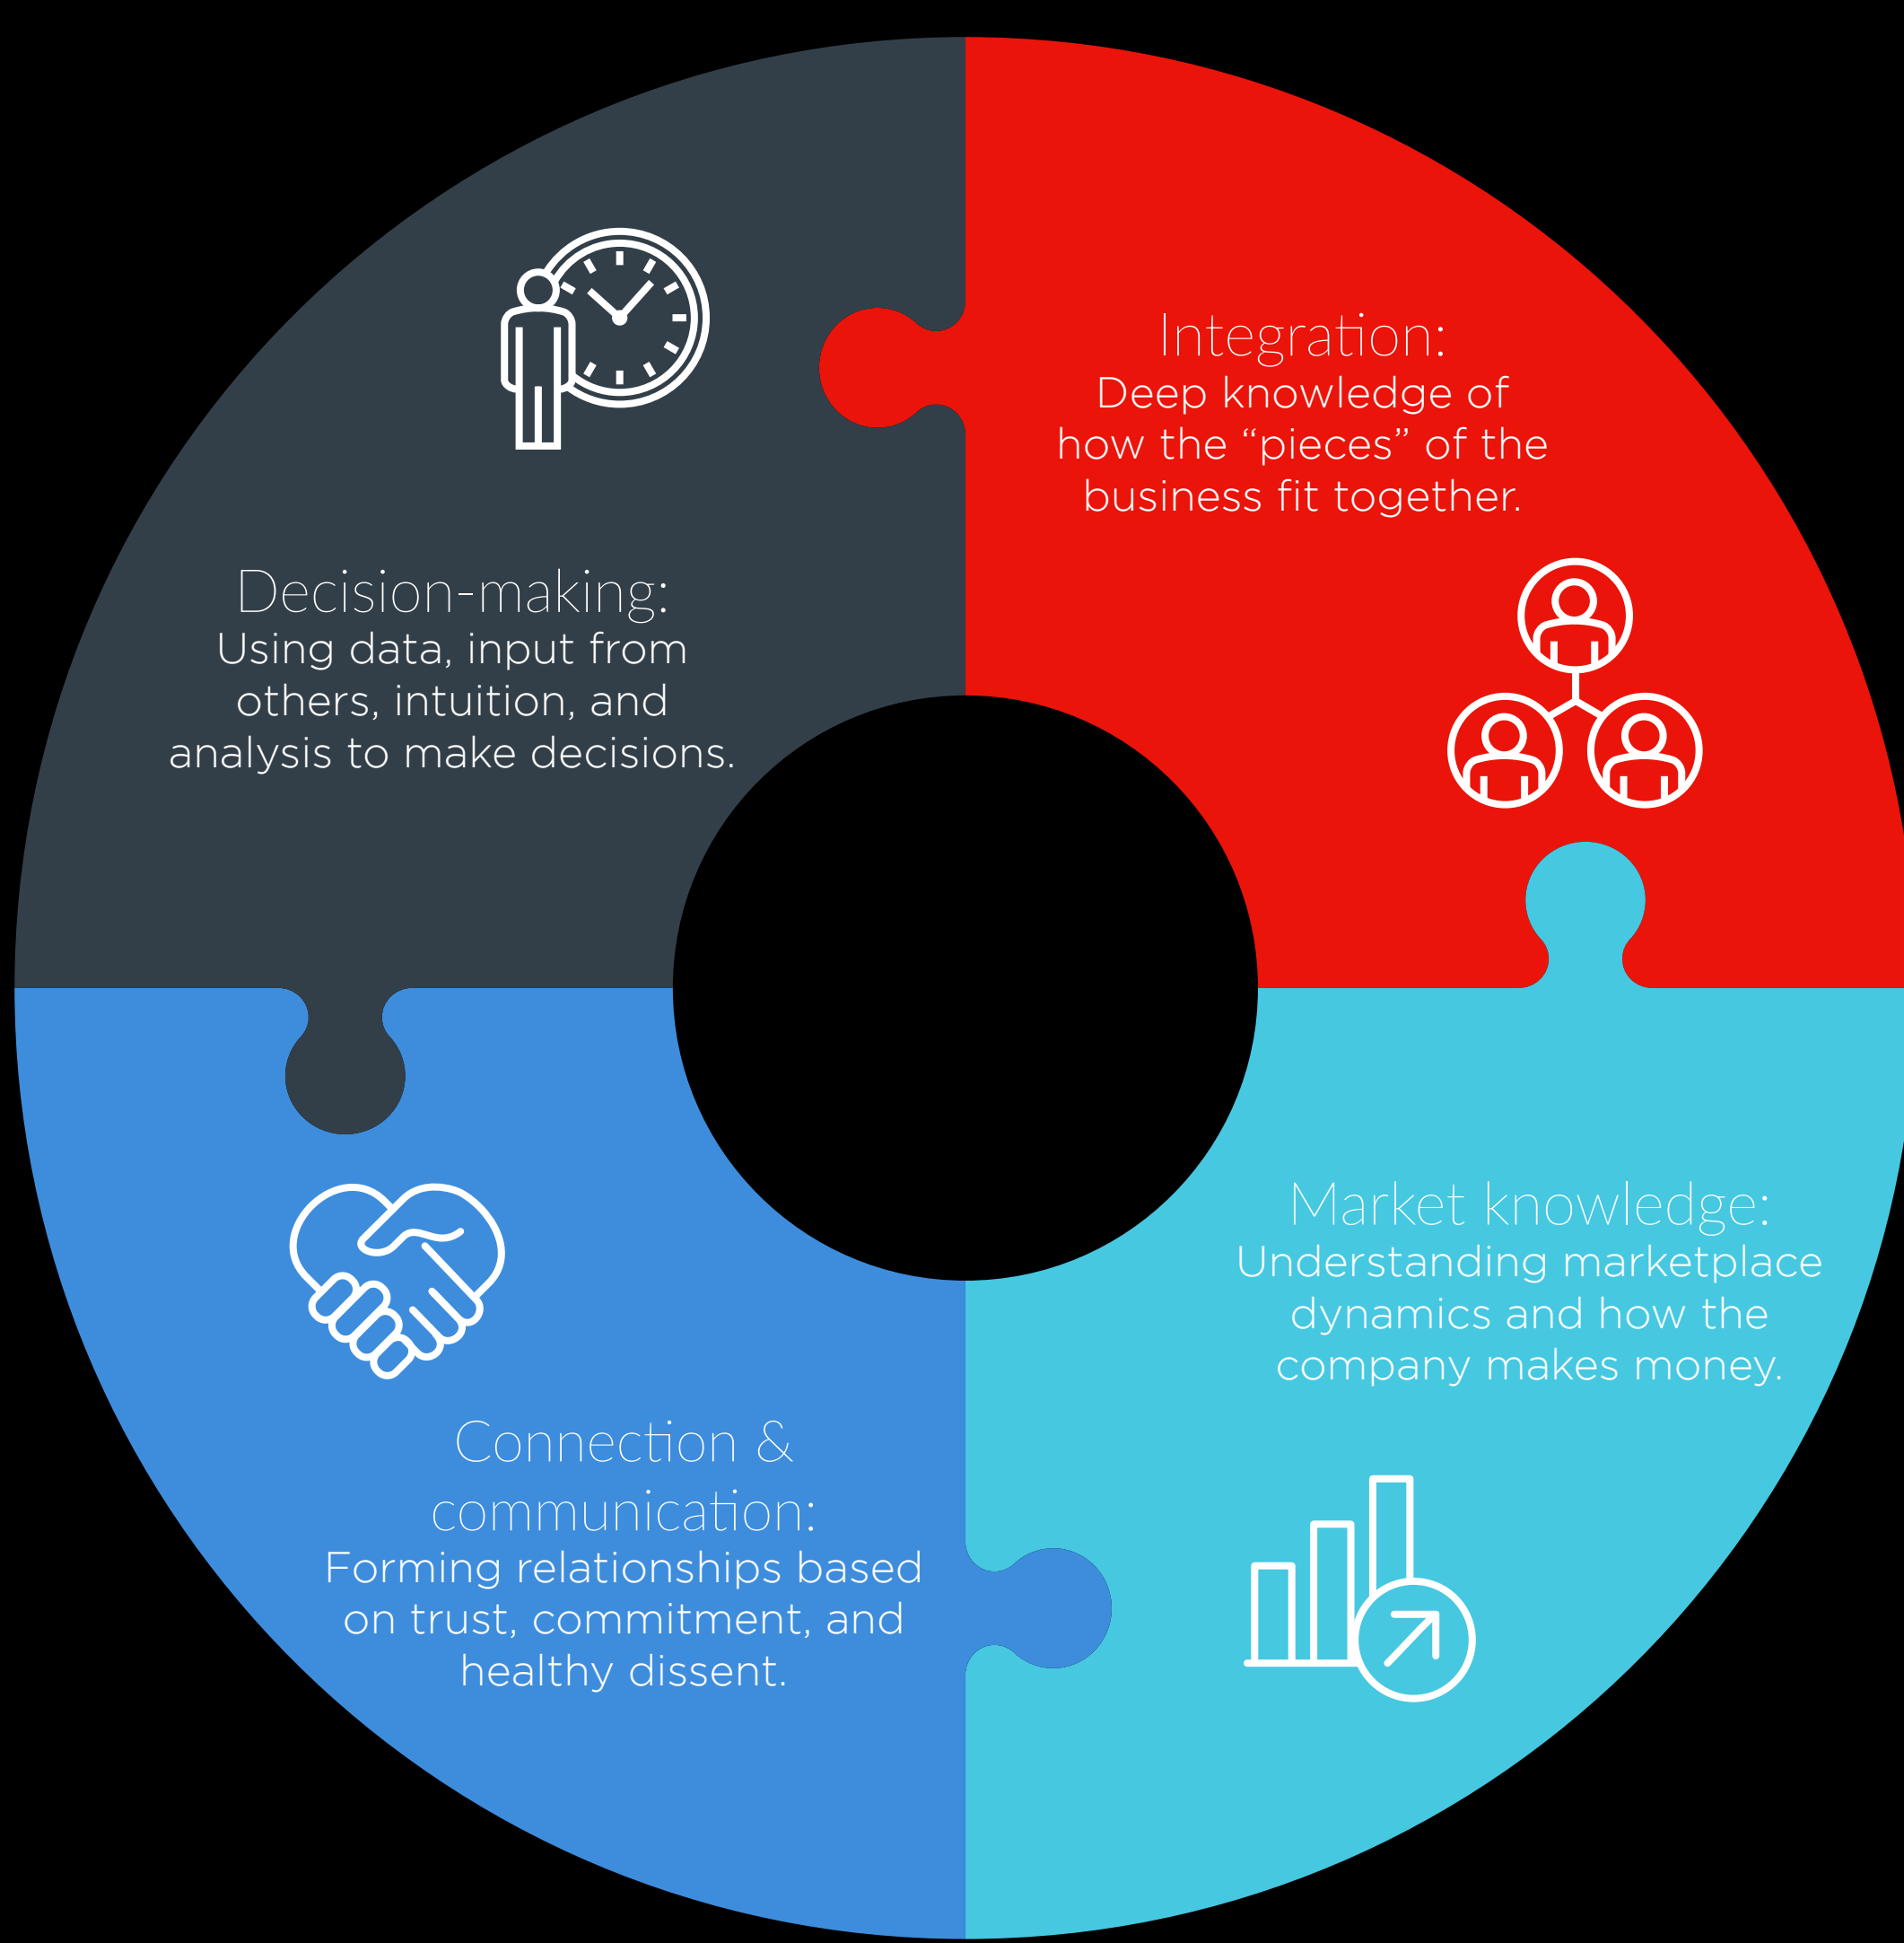 Integration:
Deep knowledge of
how the “pieces” of the
business fit together.
Decision-making:
Using data, input from
others, intuition, and
analysis to make decisions.
Market knowledge:
Understanding marketplace
dynamics and how the
company makes money.
Connection &
communication:
Forming relationships based
on trust, commitment, and
healthy dissent.